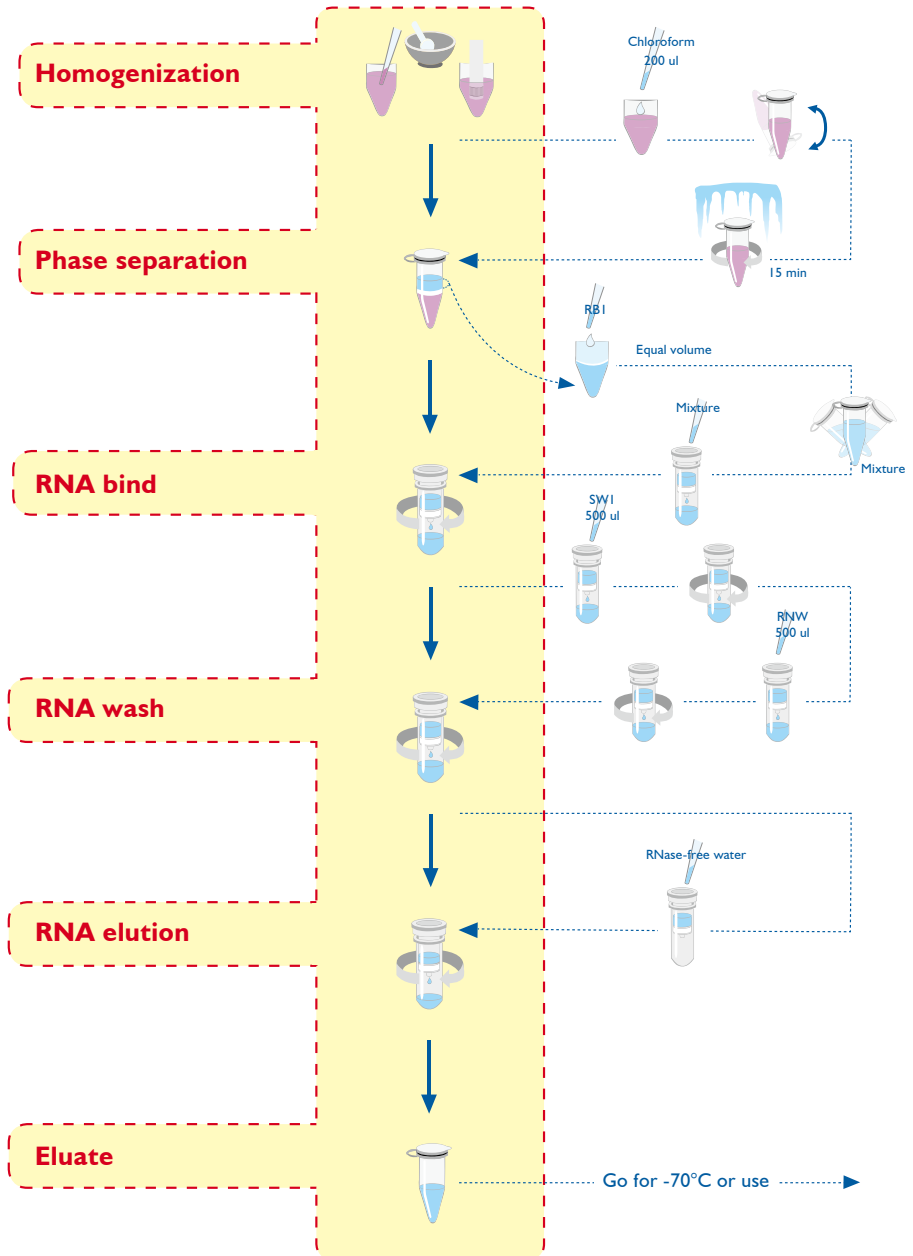 Homogenization
Chloroform
200 ul
Phase separation
15 min
RB1
Equal volume
Mixture
Mixture
RNA bind
SW1
500 ul
RNW
500 ul
RNA wash
RNase-free water
RNA elution
Eluate
Go for -70°C or use